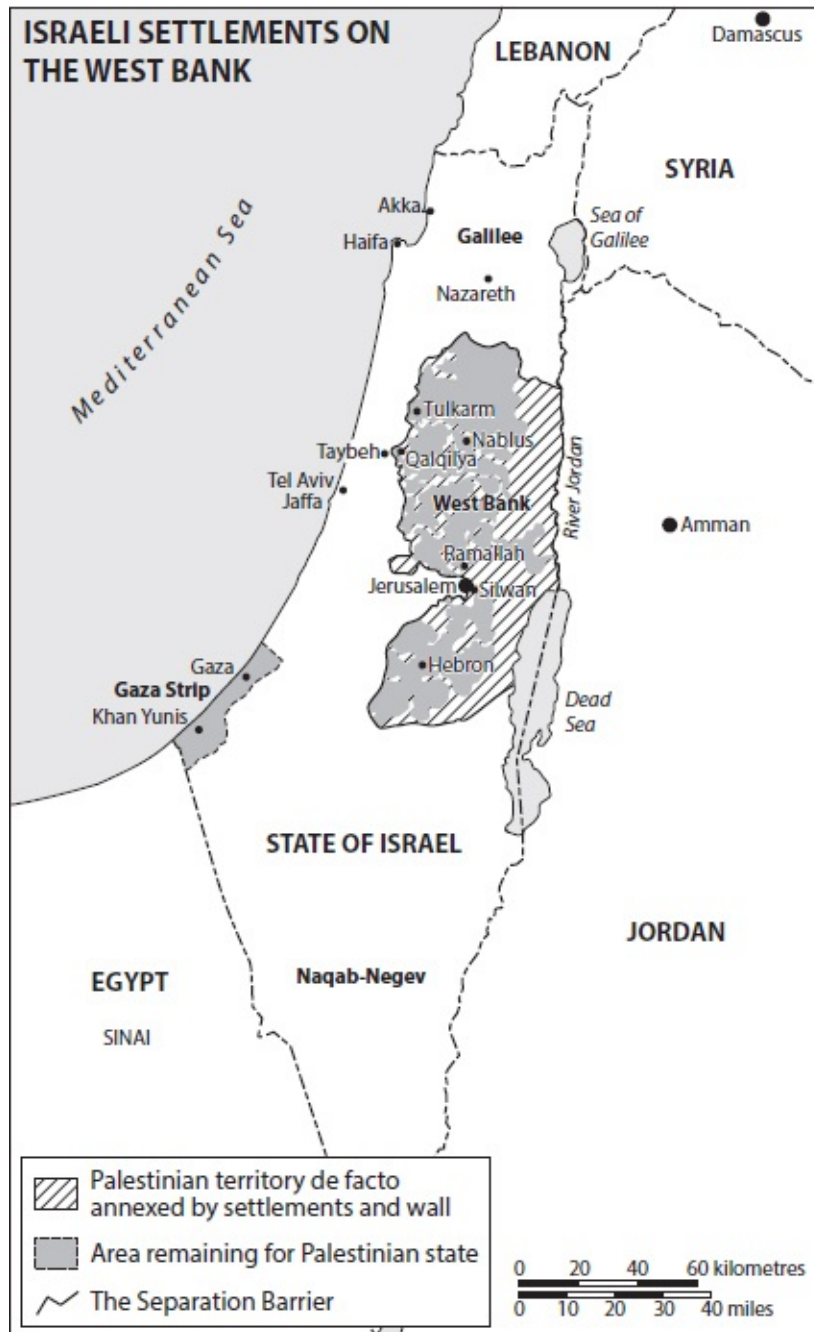 ISRAELI SETTLEMENTS ON
THE WEST BANK
Damascus
LEBANON
SYRIA
Akka
Sea of
Galilee
Haifa
Galilee
Nazareth
Mediterranean Sea
Tulkarm
Nablus
Taybeh
Qalqilya
Tel Aviv
Jaffa
West Bank
River Jordan
Amman
Ramallah
Jerusalem
Silwan
Hebron
Gaza
Gaza Strip
Khan Yunis
Dead
Sea
STATE OF ISRAEL
JORDAN
EGYPT
Naqab-Negev
SINAI
Palestinian territory de facto
annexed by settlements and wall
Area remaining for Palestinian state
The Separation Barrier
0 20 40 60 kilometres
0 10 20 30 40 miles